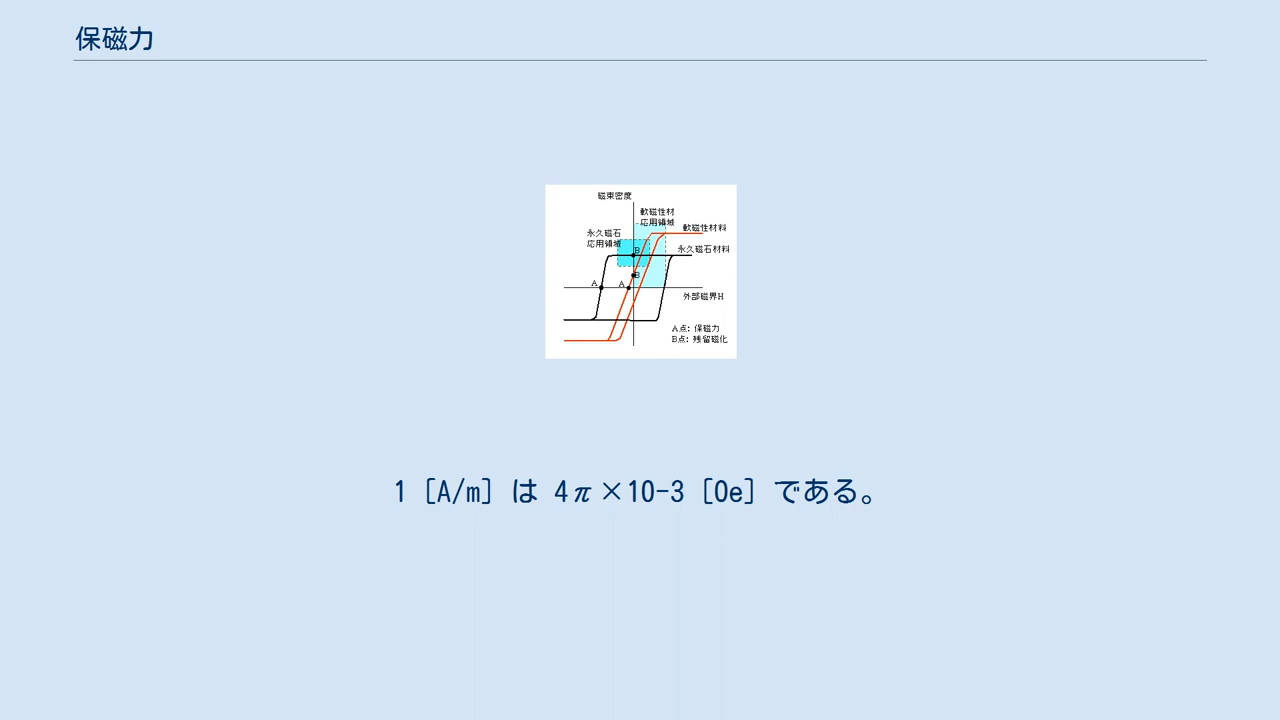 保磁力
磁束密度
軟磁性材
応用領域
軟磁性材料
永久磁石
応用領域
B
永久磁石材料
B
A
A
外部磁界H
A点: 保磁力
B点: 残留磁化
1［A/m］は 4π×10-3［Oe］である。